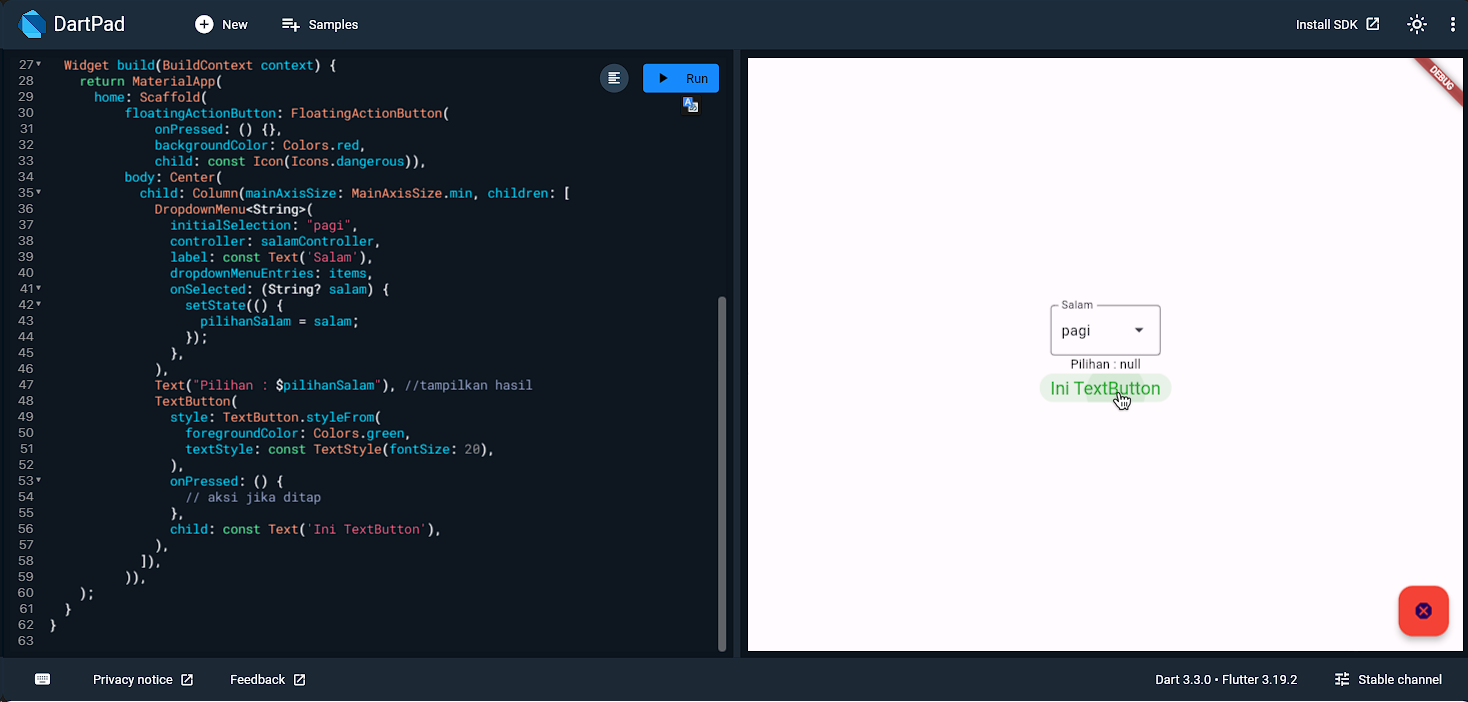 DartPad
New
Samples
Install SDK
27 Widget build(BuildContext context) {
28 return MaterialApp(
29 home: Scaffold(
30 floatingActionButton: FloatingActionButton(
31 onPressed: () {},
32 backgroundColor: Colors.red,
33 child: const Icon(Icons.dangerous)),
34 body: Center(
35 child: Column(mainAxisSize: MainAxisSize.min, children: [
36 DropdownMenu<String>(
37 initialSelection: "pagi",
38 controller: salamController,
39 label: const Text('Salam'),
40 dropdownMenuEntries: items,
41 onSelected: (String? salam) {
42 setState(() {
43 pilihanSalam = salam;
44 });
45 },
46 ),
47 Text("Pilihan : $pilihanSalam"), //tampilkan hasil
48 TextButton(
49 style: TextButton.styleFrom(
50 foregroundColor: Colors.green,
51 textStyle: const TextStyle(fontSize: 20),
52 ),
53 onPressed: () {
54 // aksi jika ditap
55 },
56 child: const Text('Ini TextButton'),
57 ),
58 ]),
59 )),
60 );
61 }
62 }
63
Run
DEBUG
Salam
pagi
Pilihan : null
Ini TextButton
Privacy notice
Feedback
Dart 3.3.0 • Flutter 3.19.2
Stable channel